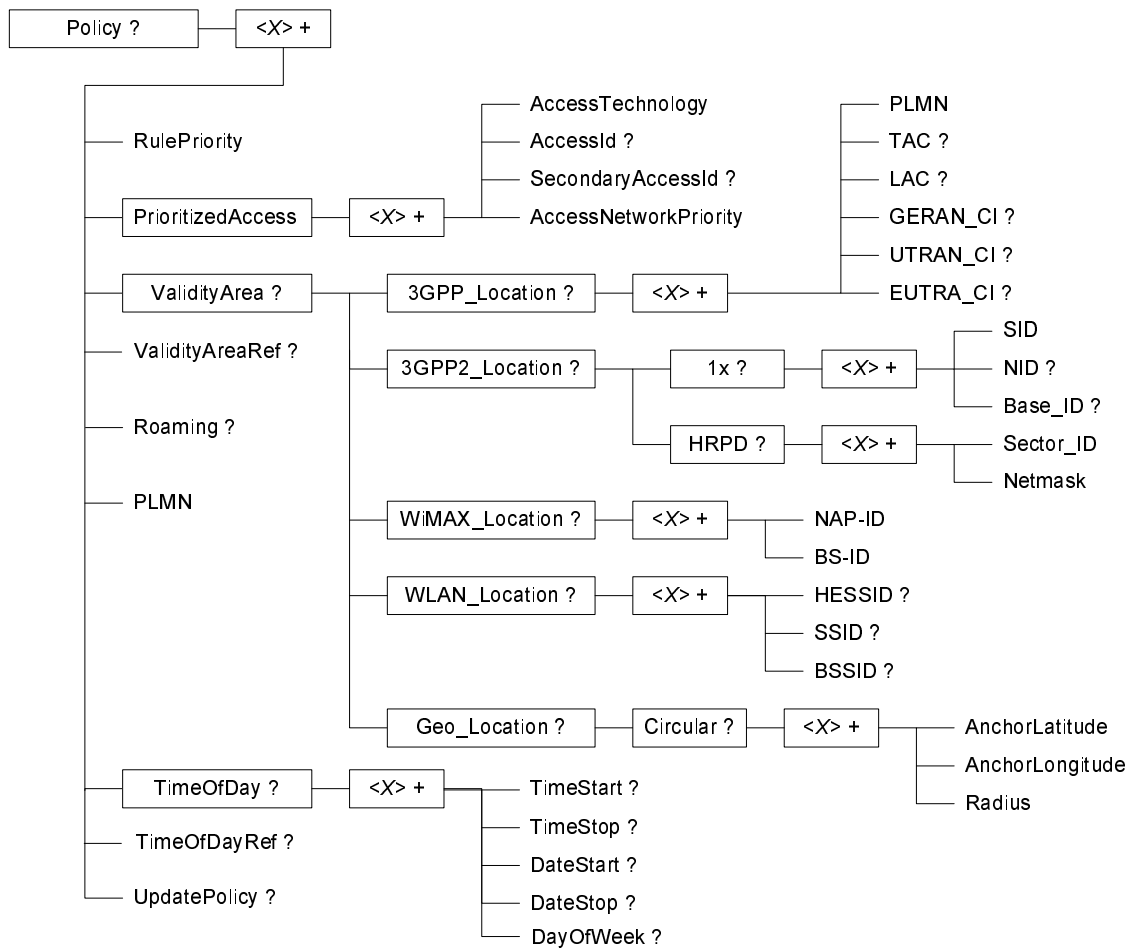 Policy ?
<X> +
AccessTechnology
PLMN
RulePriority
AccessId ?
TAC ?
SecondaryAccessId ?
LAC ?
PrioritizedAccess
<X> +
AccessNetworkPriority
GERAN_CI ?
UTRAN_CI ?
ValidityArea ?
3GPP_Location ?
<X> +
EUTRA_CI ?
SID
ValidityAreaRef ?
3GPP2_Location ?
1x ?
<X> +
NID ?
Base_ID ?
Roaming ?
HRPD ?
<X> +
Sector_ID
Netmask
PLMN
WiMAX_Location ?
<X> +
NAP-ID
BS-ID
WLAN_Location ?
<X> +
HESSID ?
SSID ?
BSSID ?
Geo_Location ?
Circular ?
<X> +
AnchorLatitude
AnchorLongitude
Radius
TimeOfDay ?
<X> +
TimeStart ?
TimeStop ?
TimeOfDayRef ?
DateStart ?
UpdatePolicy ?
DateStop ?
DayOfWeek ?